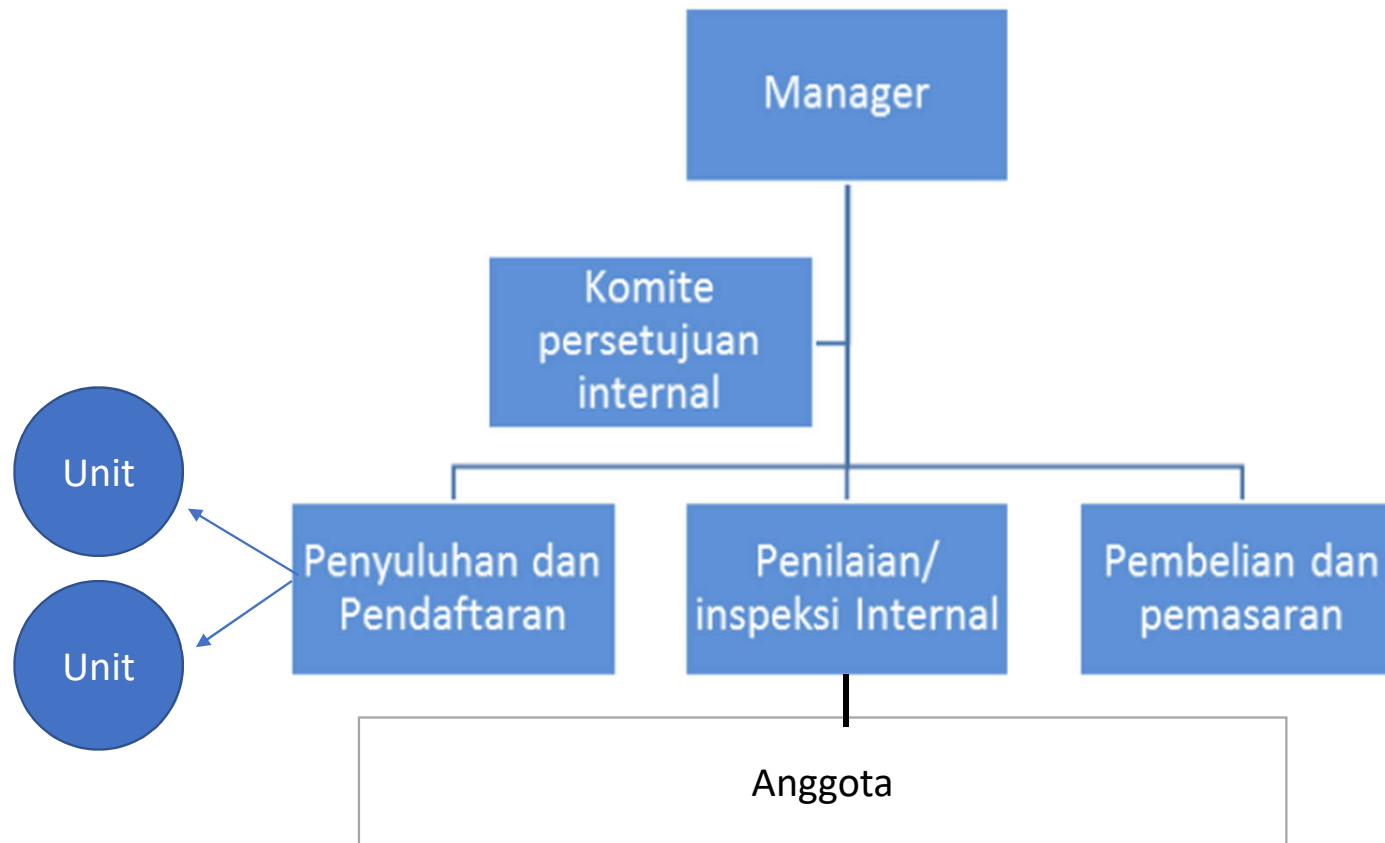 Manager
Komite
persetujuan
internal
Unit
Unit
Penyuluhan dan
Pendaftaran
Penilaian/
inspeksi Internal
Pembelian dan
pemasaran
Anggota